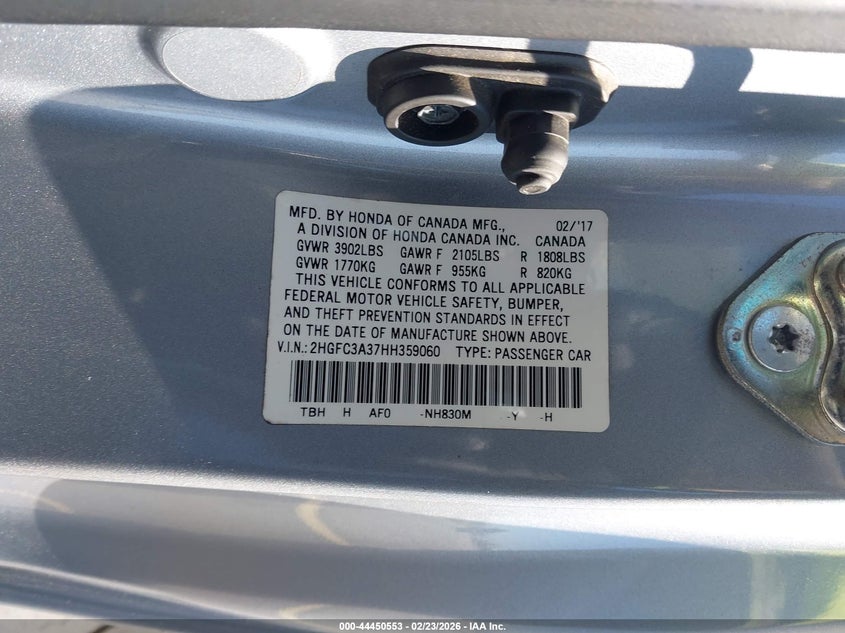 MFD. BY HONDA OF CANADA MFG., 02/'17
A DIVISION OF HONDA CANADA INC. CANADA
GVWR 3902LBS GAWR F 2105LBS R 1808LBS
GVWR 1770KG GAWR F 955KG R 820KG
THIS VEHICLE CONFORMS TO ALL APPLICABLE
FEDERAL MOTOR VEHICLE SAFETY, BUMPER,
AND THEFT PREVENTION STANDARDS IN EFFECT
ON THE DATE OF MANUFACTURE SHOWN ABOVE.
V.I.N.: 2HGFC3A37HH359060 TYPE: PASSENGER CAR
TBH H AF0 -NH830M -Y -H
000-44450553 - 02/23/2026 - IAA Inc.